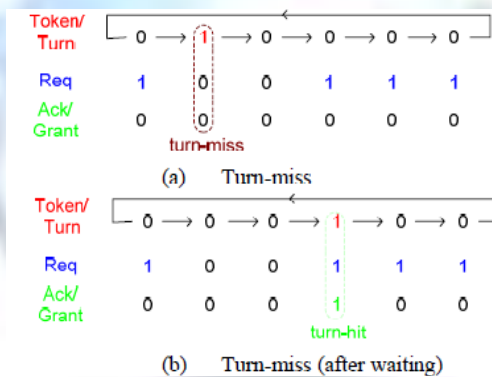 Token/
Turn 0 → 1 → 0 → 0 → 0 → 0
Req 1 0 0 1 1 1
Ack/
Grant 0 0 0 0 0 0
turn-miss
(a) Turn-miss
Token/
Turn 0 → 0 → 0 → 1 → 0 → 0
Req 1 0 0 1 1 1
Ack/
Grant 0 0 0 1 0 0
turn-hit
(b) Turn-miss (after waiting)